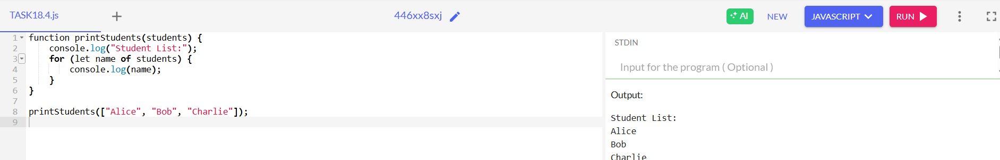 TASK18.4.js
446xx8sxj
AI
NEW
JAVASCRIPT
RUN
1 function printStudents(students) {
2 console.log("Student List:");
3 for (let name of students) {
4 console.log(name);
5 }
6 }
7
8 printStudents(["Alice", "Bob", "Charlie"]);
9
STDIN
Input for the program ( Optional )
Output:
Student List:
Alice
Bob
Charlie